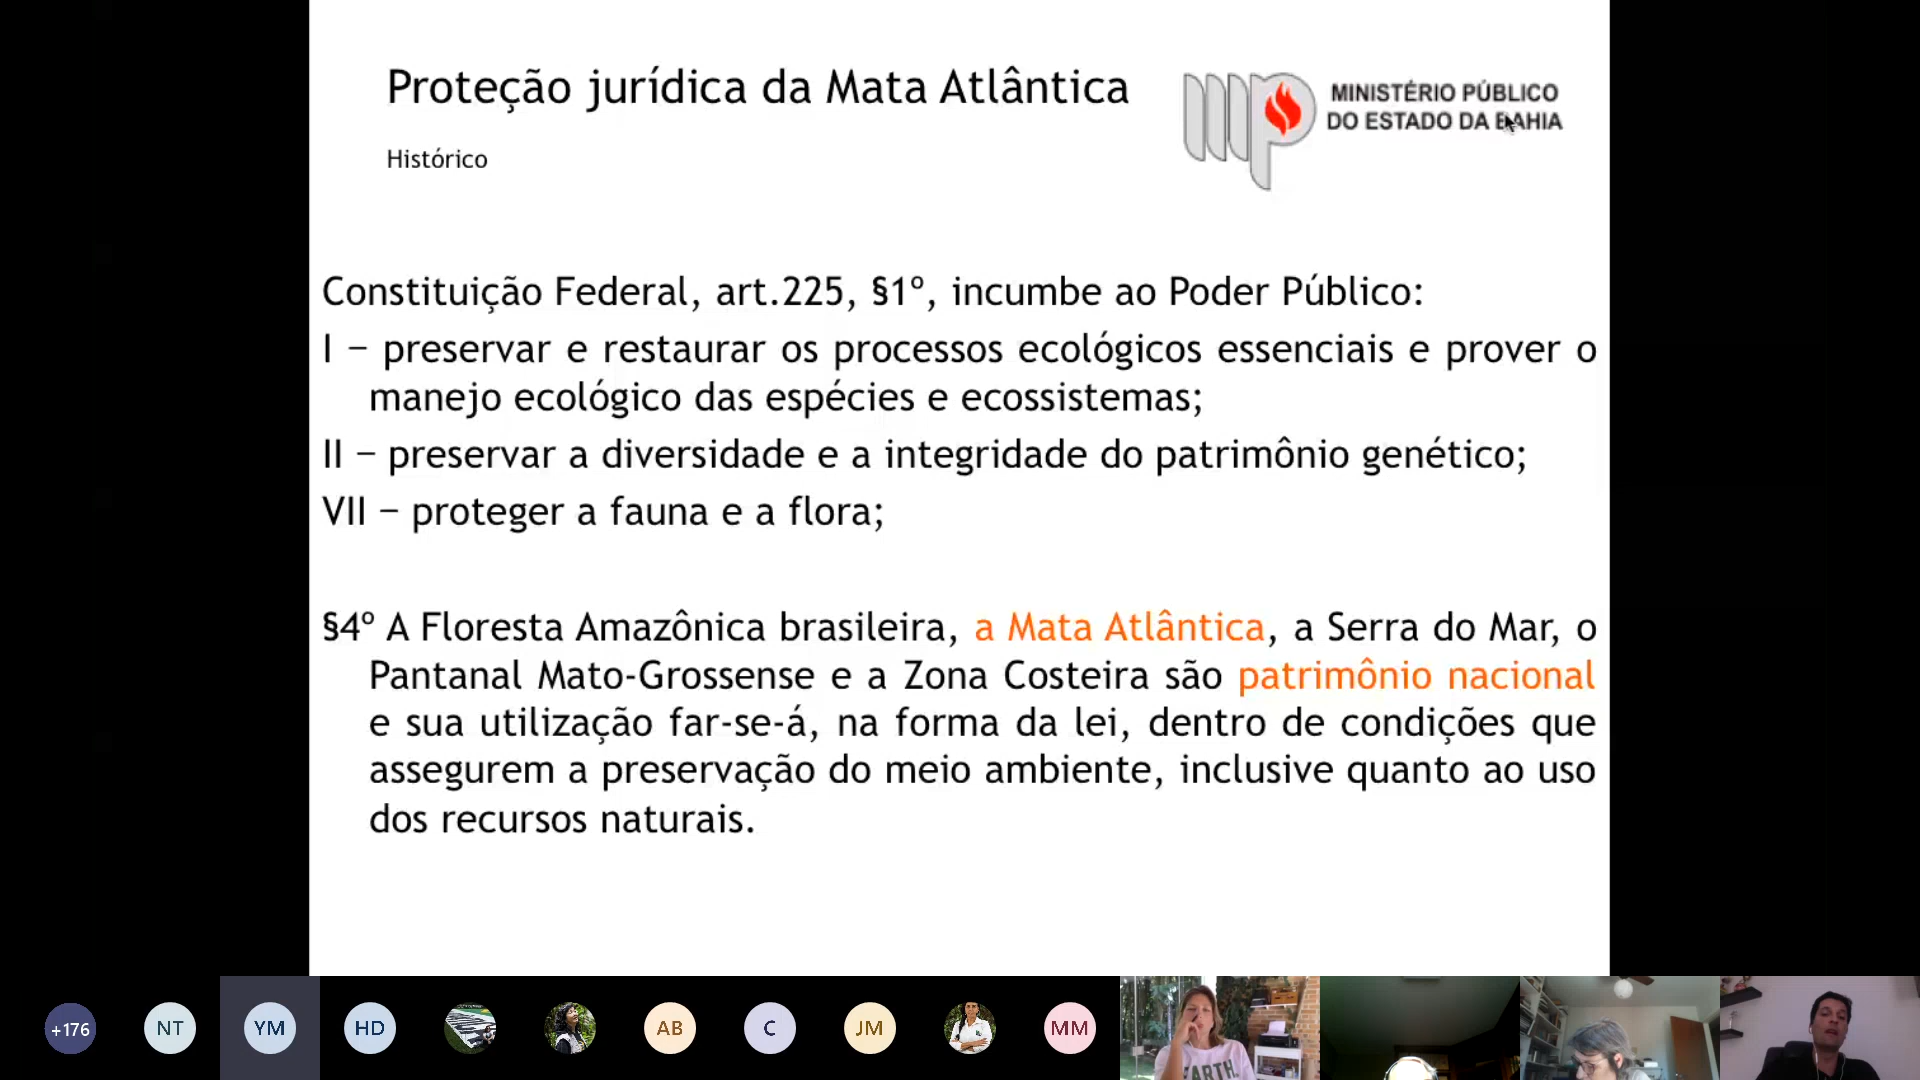 Proteção jurídica da Mata Atlântica
MINISTÉRIO PÚBLICO
DO ESTADO DA BAHIA
Histórico
Constituição Federal, art.225, §1º, incumbe ao Poder Público:
I – preservar e restaurar os processos ecológicos essenciais e prover o
manejo ecológico das espécies e ecossistemas;
II – preservar a diversidade e a integridade do patrimônio genético;
VII – proteger a fauna e a flora;
§4º A Floresta Amazônica brasileira, a Mata Atlântica, a Serra do Mar, o
Pantanal Mato-Grossense e a Zona Costeira são patrimônio nacional
e sua utilização far-se-á, na forma da lei, dentro de condições que
assegurem a preservação do meio ambiente, inclusive quanto ao uso
dos recursos naturais.
+176 NT YM HD AB C JM MM
EARTH.